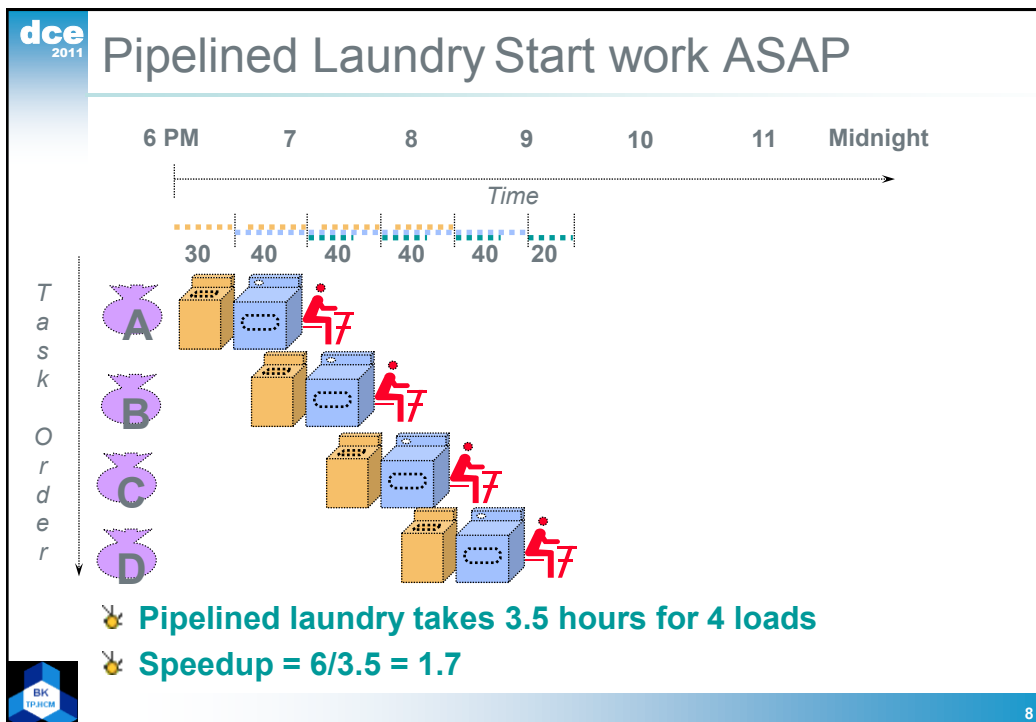 dce
2011
Pipelined Laundry Start work ASAP
6 PM 7 8 9 10 11 Midnight
Time
30 40 40 40 40 20
Task Order
A
B
C
D
Pipelined laundry takes 3.5 hours for 4 loads
Speedup = 6/3.5 = 1.7
BK
TP.HCM
8